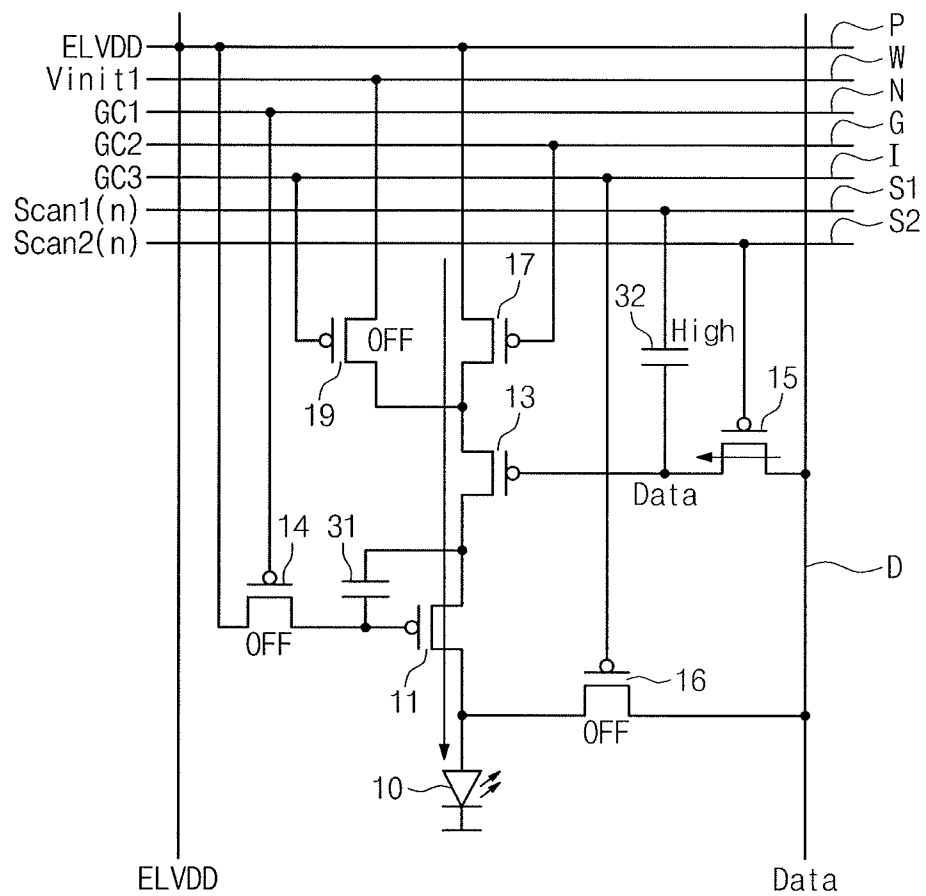 ELVDD P
Vinit1 W
GC1 N
GC2 G
GC3 I
Scan1(n) S1
Scan2(n) S2
17
32
High
OFF
19
13
15
Data
14
31
D
OFF
11
16
OFF
10
ELVDD
Data